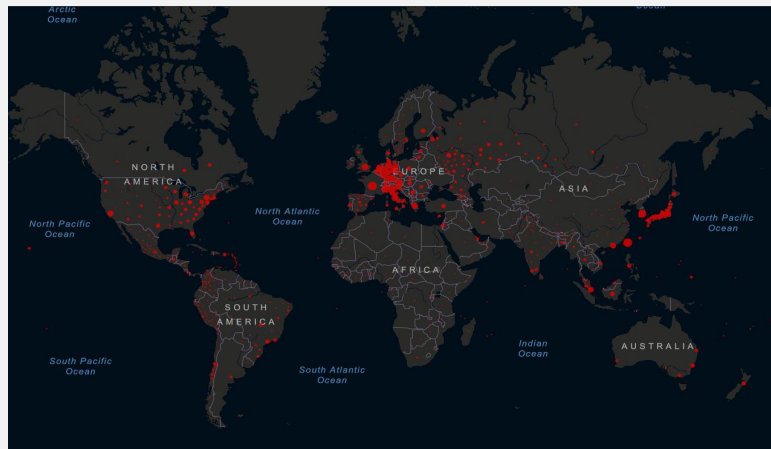 Arctic
Ocean
Ocean
NORTH
AMERICA
EUROPE
ASIA
North Pacific
Ocean
North Atlantic
Ocean
North Pacific
Ocean
AFRICA
SOUTH
AMERICA
Indian
Ocean
AUSTRALIA
South Pacific
Ocean
South Atlantic
Ocean